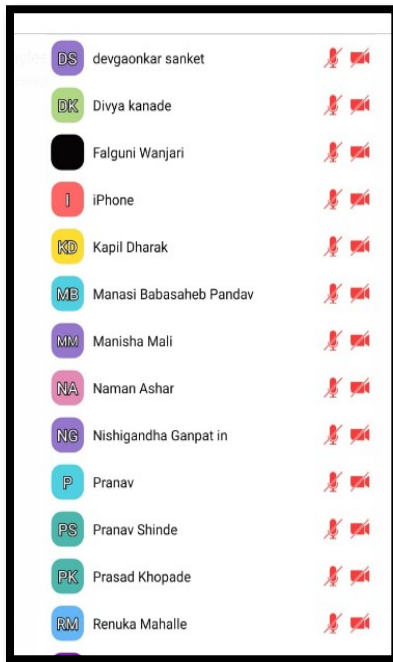 DS devgaonkar sanket
DK Divya kanade
Falguni Wanjari
I iPhone
KD Kapil Dharak
MB Manasi Babasaheb Pandav
MM Manisha Mali
NA Naman Ashar
NG Nishigandha Ganpat in
P Pranav
PS Pranav Shinde
PK Prasad Khopade
RM Renuka Mahalle